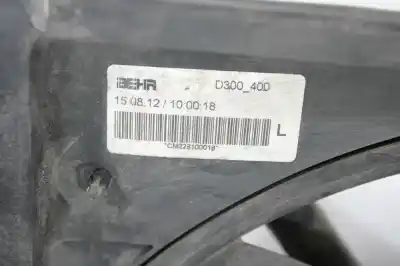 BEHR D300_400
15.08.12 / 10:00:18
L
*CM228100018*